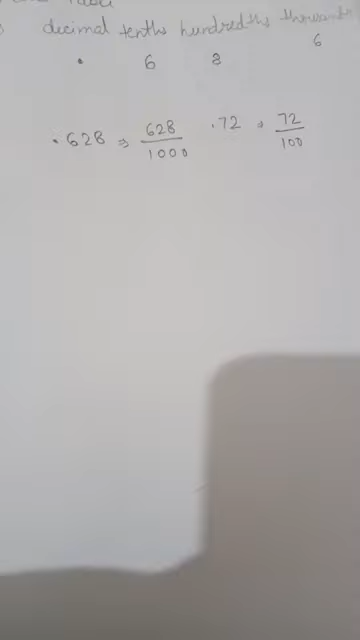 decimal tenths hundredths thousandths
. 6 2 6
.628 ⇒ 628/1000 .72 ⇒ 72/100